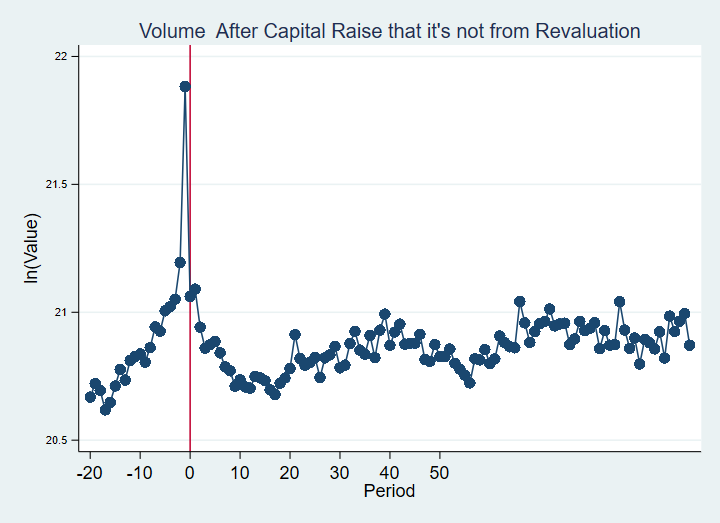 Volume  After Capital Raise that it's not from Revaluation
22
21.5
21
20.5
ln(Value)
-20 -10 0 10 20 30 40 50
Period